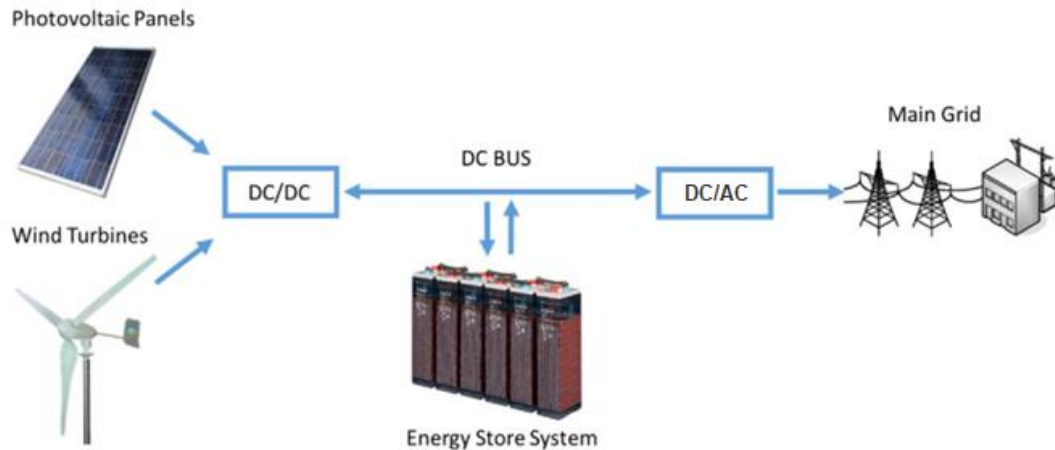 Photovoltaic Panels
Main Grid
DC BUS
DC/DC
DC/AC
Wind Turbines
Energy Store System